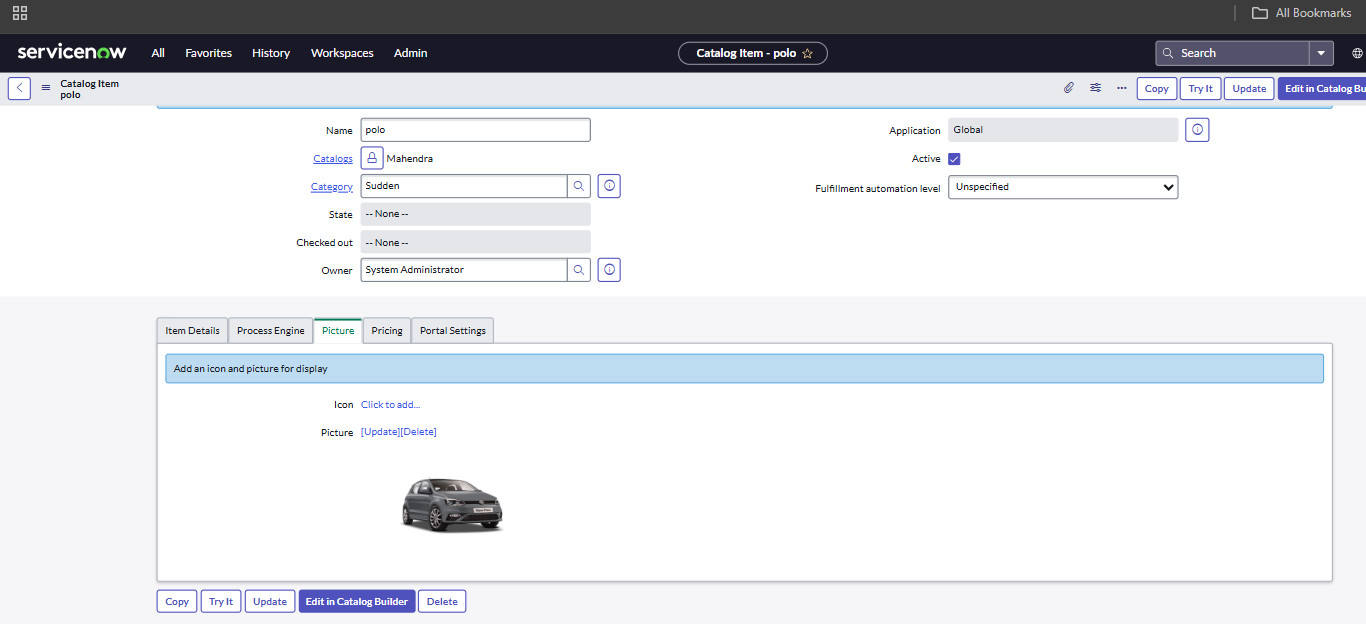 All Bookmarks
servicenow All Favorites History Workspaces Admin Catalog Item - polo Search
Catalog Item
polo
Copy Try It Update Edit in Catalog Bu
Name polo
Catalogs Mahendra
Category Sudden
State -- None --
Checked out -- None --
Owner System Administrator
Application Global
Active
Fulfillment automation level Unspecified
Item Details Process Engine Picture Pricing Portal Settings
Add an icon and picture for display
Icon Click to add...
Picture [Update][Delete]
Copy Try It Update Edit in Catalog Builder Delete